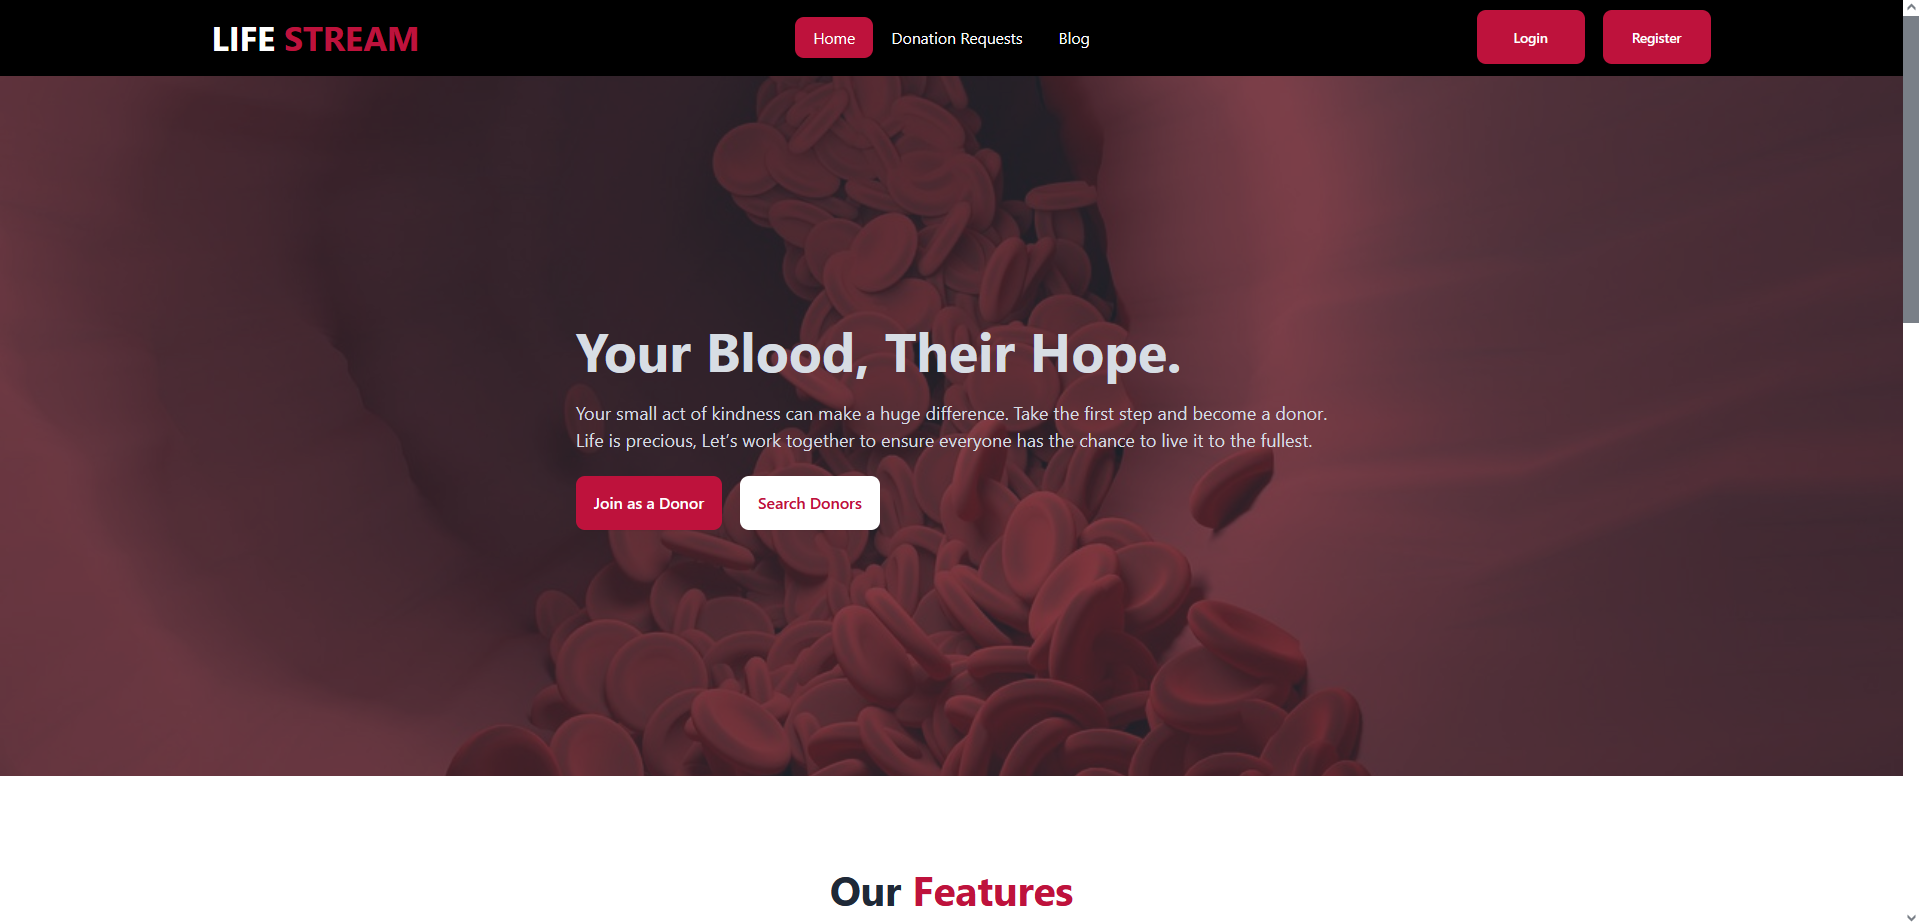 LIFE STREAM
Home
Donation Requests
Blog
Login
Register
Your Blood, Their Hope.
Your small act of kindness can make a huge difference. Take the first step and become a donor.
Life is precious, Let’s work together to ensure everyone has the chance to live it to the fullest.
Join as a Donor
Search Donors
Our Features